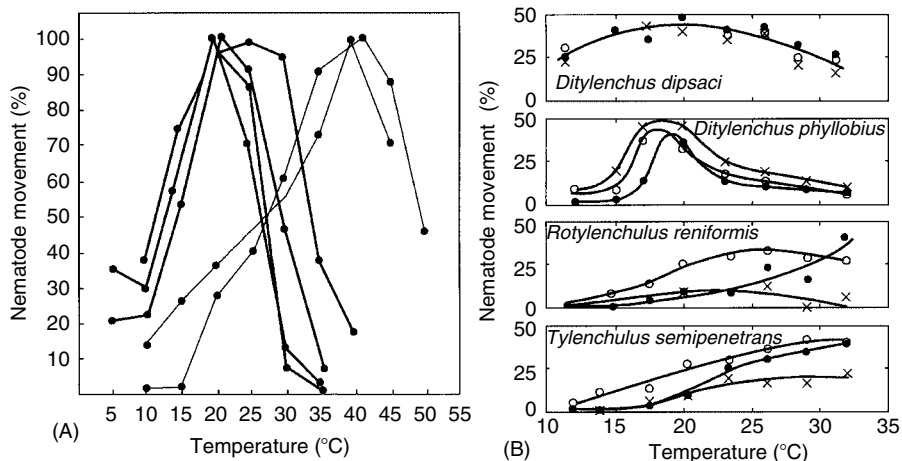 100
90
80
70
60
50
40
30
20
10
Nematode movement (%)
5 10 15 20 25 30 35 40 45 50 55
(A)
Temperature (°C)
50
25
0
Ditylenchus dipsaci
50
25
0
Ditylenchus phyllobius
50
25
0
Rotylenchulus reniformis
50
25
0
Tylenchulus semipenetrans
Nematode movement (%)
10 15 20 25 30 35
(B)
Temperature (°C)